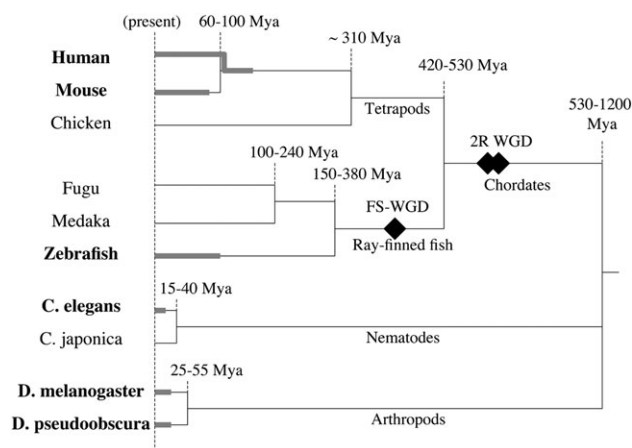 (present)
60-100 Mya
~ 310 Mya
420-530 Mya
530-1200
Mya
Human
Mouse
Chicken
Tetrapods
2R WGD
Chordates
100-240 Mya
150-380 Mya
Fugu
Medaka
Zebrafish
FS-WGD
Ray-finned fish
15-40 Mya
C. elegans
C. japonica
Nematodes
25-55 Mya
D. melanogaster
D. pseudoobscura
Arthropods